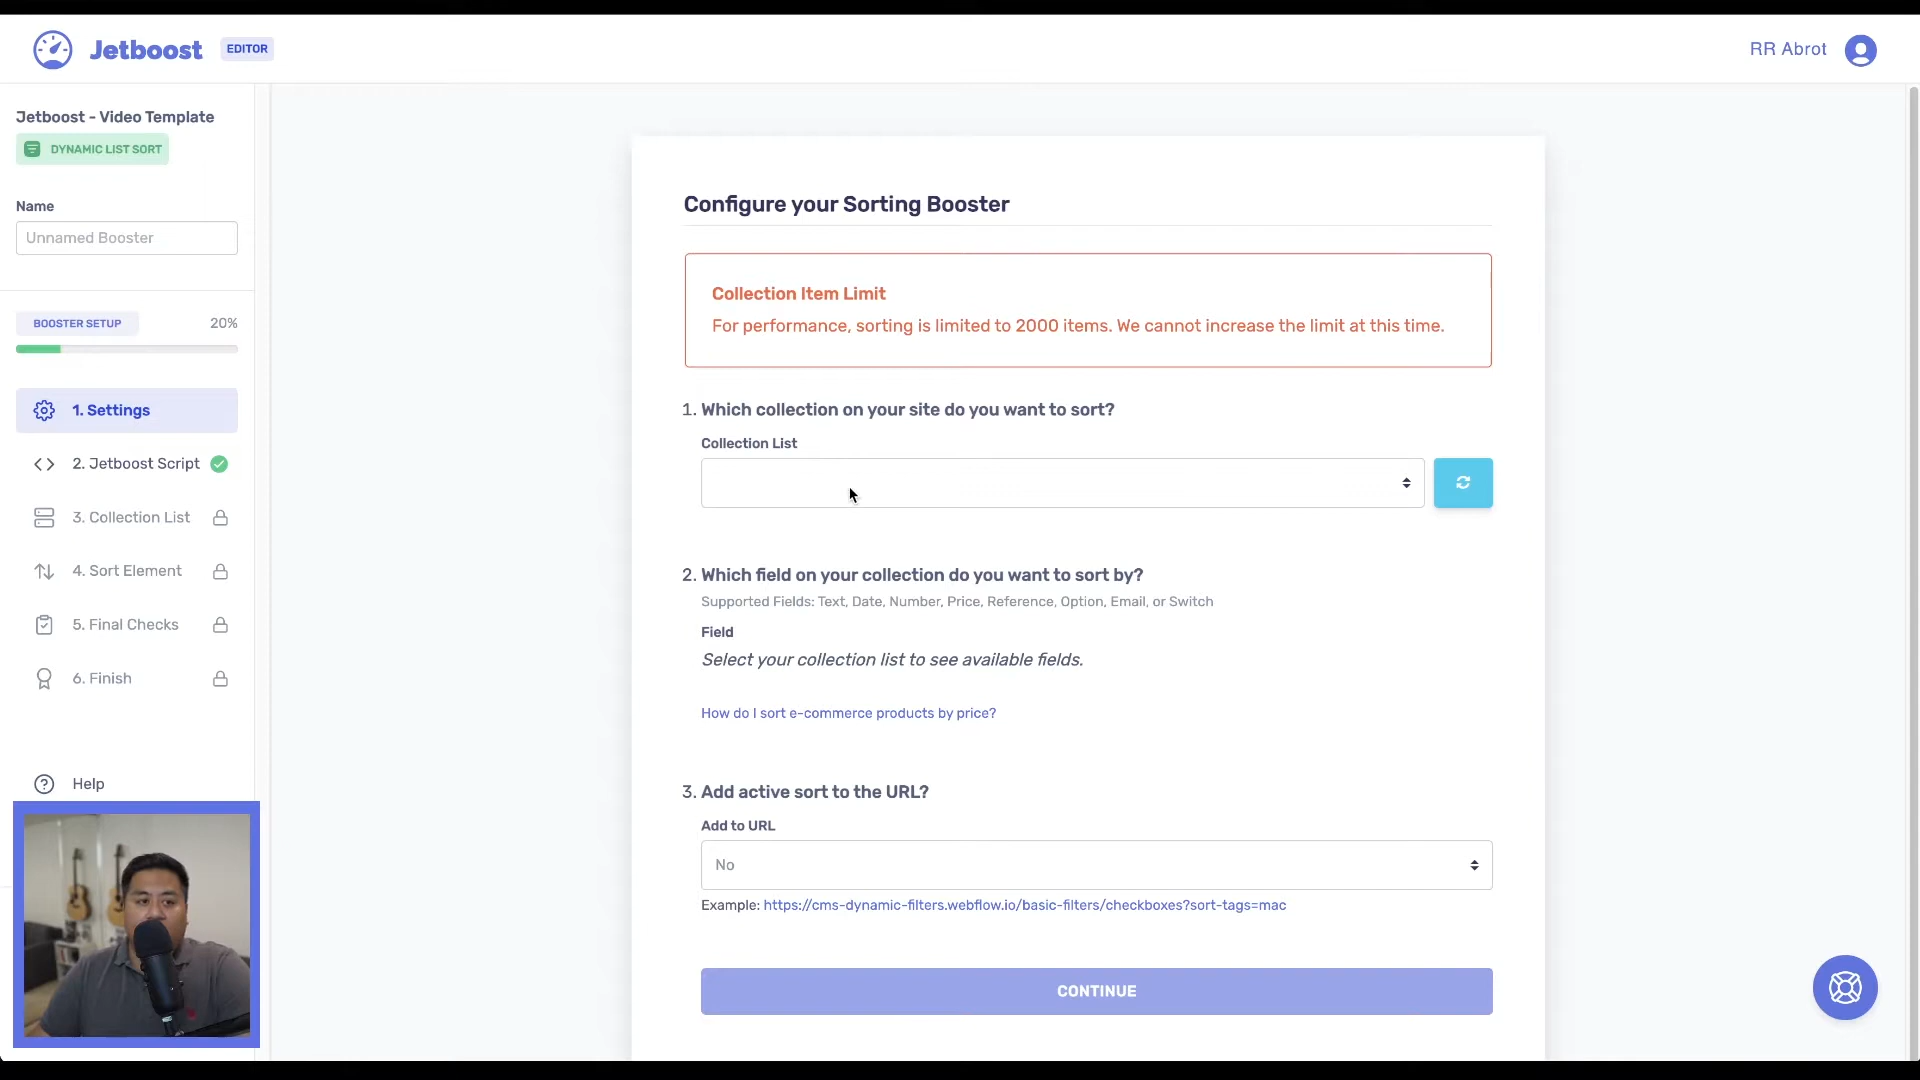 Jetboost EDITOR
RR Abrot
Jetboost - Video Template
DYNAMIC LIST SORT
Name
Unnamed Booster
BOOSTER SETUP 20%
1. Settings
2. Jetboost Script
3. Collection List
4. Sort Element
5. Final Checks
6. Finish
Help
Configure your Sorting Booster
Collection Item Limit
For performance, sorting is limited to 2000 items. We cannot increase the limit at this time.
1. Which collection on your site do you want to sort?
Collection List
2. Which field on your collection do you want to sort by?
Supported Fields: Text, Date, Number, Price, Reference, Option, Email, or Switch
Field
Select your collection list to see available fields.
How do I sort e-commerce products by price?
3. Add active sort to the URL?
Add to URL
No
Example: https://cms-dynamic-filters.webflow.io/basic-filters/checkboxes?sort-tags=mac
CONTINUE